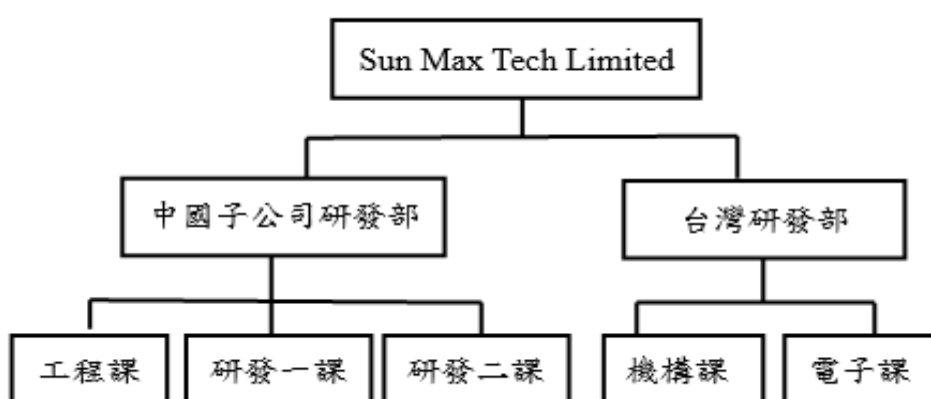 Sun Max Tech Limited
中國子公司研發部
台灣研發部
工程課
研發一課
研發二課
機構課
電子課